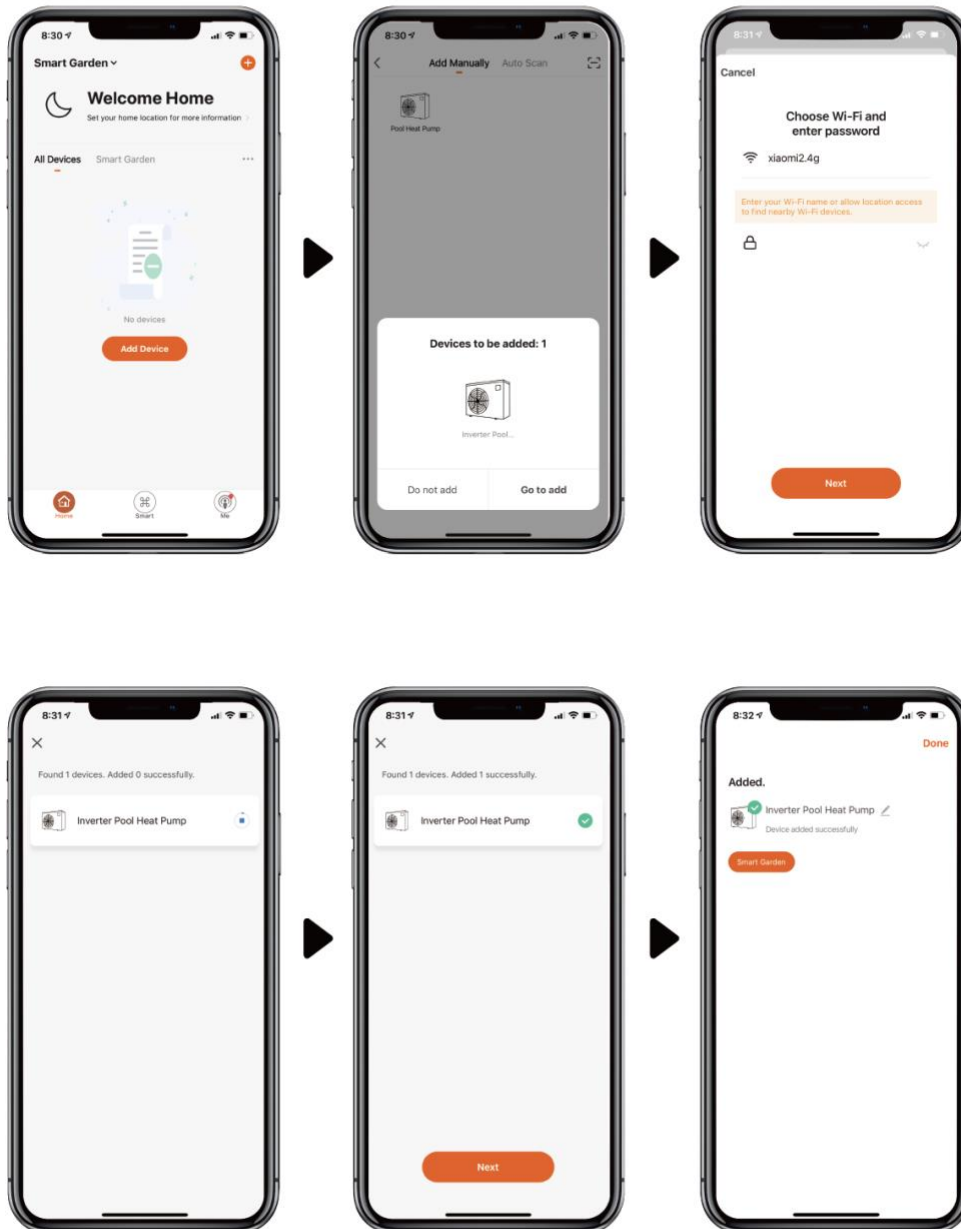 8:30
Smart Garden
Welcome Home
Set your home location for more information
All Devices Smart Garden
No devices
Add Device
Home Smart Me
8:30
Add Manually Auto Scan
Pool Heat Pump
Devices to be added: 1
Inverter Pool...
Do not add Go to add
8:31
Cancel
Choose Wi-Fi and
enter password
xiaomi2.4g
Enter your Wi-Fi name or allow location access
to find nearby Wi-Fi devices.
Next
8:31
Found 1 devices. Added 0 successfully.
Inverter Pool Heat Pump
8:31
Found 1 devices. Added 1 successfully.
Inverter Pool Heat Pump
Next
8:32
Done
Added.
Inverter Pool Heat Pump
Device added successfully
Smart Garden